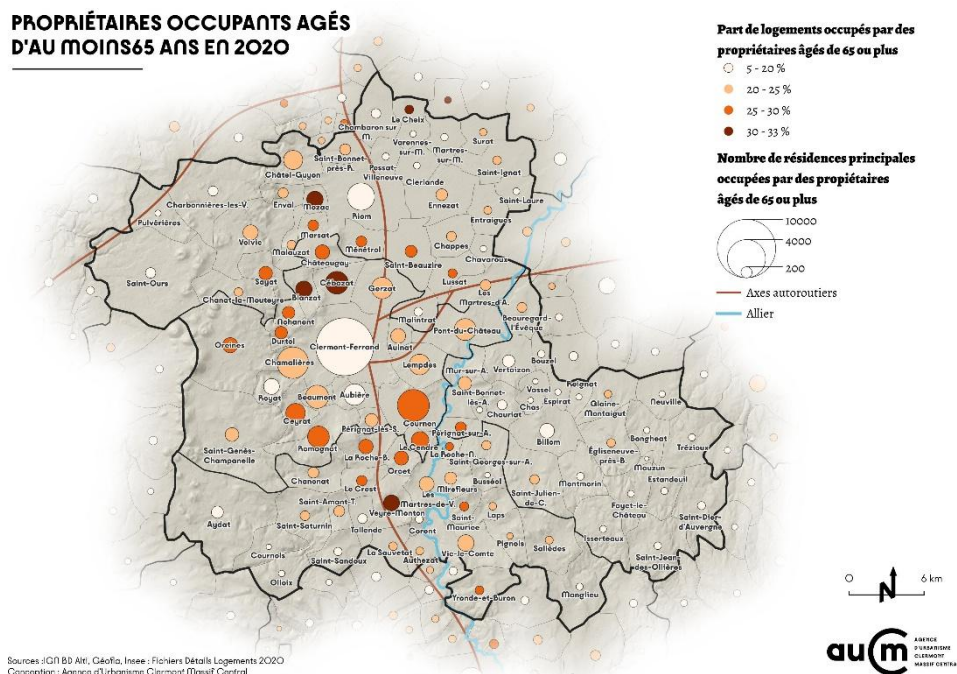 PROPRIÉTAIRES OCCUPANTS AGÉS
D'AU MOINS65 ANS EN 2020
Part de logements occupés par des
propriétaires âgés de 65 ou plus
5 - 20 %
20 - 25 %
25 - 30 %
30 - 33 %
Nombre de résidences principales
occupées par des propiétaires
âgés de 65 ou plus
10000
4000
200
Axes autoroutiers
Allier
Le Cheix
Chambaron sur
M.
Varennes-
sur-M.
Martres-
sur-M.
Surat
Saint-Bonnet-
près-R.
Pessat-
Villeneuve
Saint-Ignat
Châtel-Guyon
Clerlande
Charbonnières-les-V.
Enval
Mozac
Riom
Ennezat
Saint-Laure
Pulvérières
Entraigues
Marsat
Volvic
Malauzat
Ménétrol
Chappes
Châteaugay
Saint-Beauzire
Chavaroux
Saint-Ours
Sayat
Cébazat
Lussat
Blanzat
Gerzat
Les
Martres-d'A.
Chanat-la-Mouteyre
Nohanent
Malintrat
Beauregard-
l'Évêque
Durtol
Pont-du-Château
Orcines
Clermont-Ferrand
Aulnat
Chamalières
Lempdes
Mur-sur-A.
Vertaizon
Bouzel
Royat
Beaumont
Aubière
Saint-Bonnet-
lès-A.
Vassel
Reignat
Chas
Espirat
Glaine-
Montaigut
Neuville
Ceyrat
Cournon
Chauriat
Pérignat-lès-S.
Pérignat-sur-A.
Saint-Genès-
Champanelle
Romagnat
La Roche-B.
Le Cendre
La Roche-N.
Billom
Bongheat
Trézioux
Orcet
Saint-Georges-sur-A.
Égliseneuve-
près-B.
Mauzun
Estandeuil
Chanonat
Le Crest
Les
Martres-de-V.
Mirefleurs
Busséol
Saint-Julien-
de-C.
Montmorin
Saint-Amant-T.
Veyre-Monton
Saint-
Maurice
Laps
Fayet-le-
Château
Saint-Dier-
d'Auvergne
Aydat
Saint-Saturnin
Tallende
Corent
Isserteaux
Cournols
Saint-Sandoux
La Sauvetat
Authezat
Vic-le-Comte
Pignols
Sallèdes
Saint-Jean-
des-Ollières
Olloix
Yronde-et-Buron
Manglieu
0 6 km
N
Sources :IGN BD Alti, Géofla, Insee : Fichiers Détails Logements 2020
Conception : Agence d'Urbanisme Clermont Massif Central
aucm
AGENCE
D'URBANISME
CLERMONT
MASSIF CENTRAL